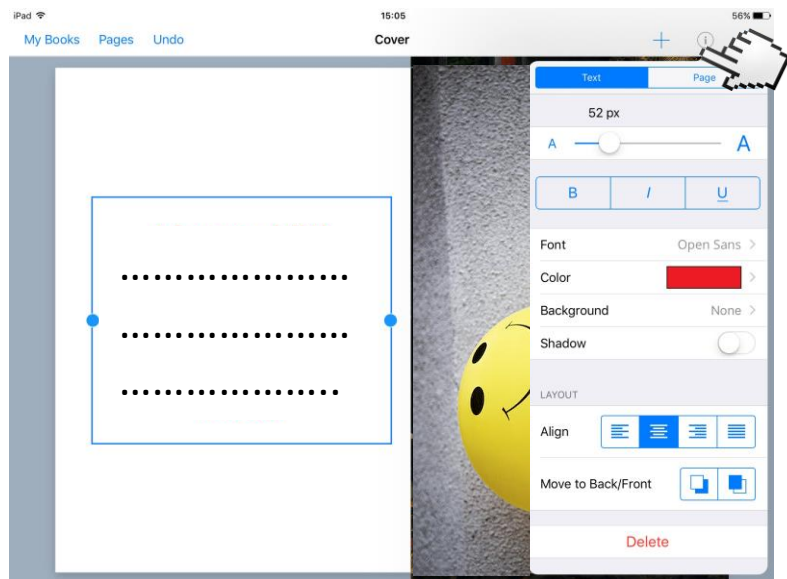 iPad 15:05 56%
My Books Pages Undo Cover
Text Page
52 px
A A
B I U
Font Open Sans
Color
Background None
Shadow
LAYOUT
Align
Move to Back/Front
Delete
....................
....................
...................